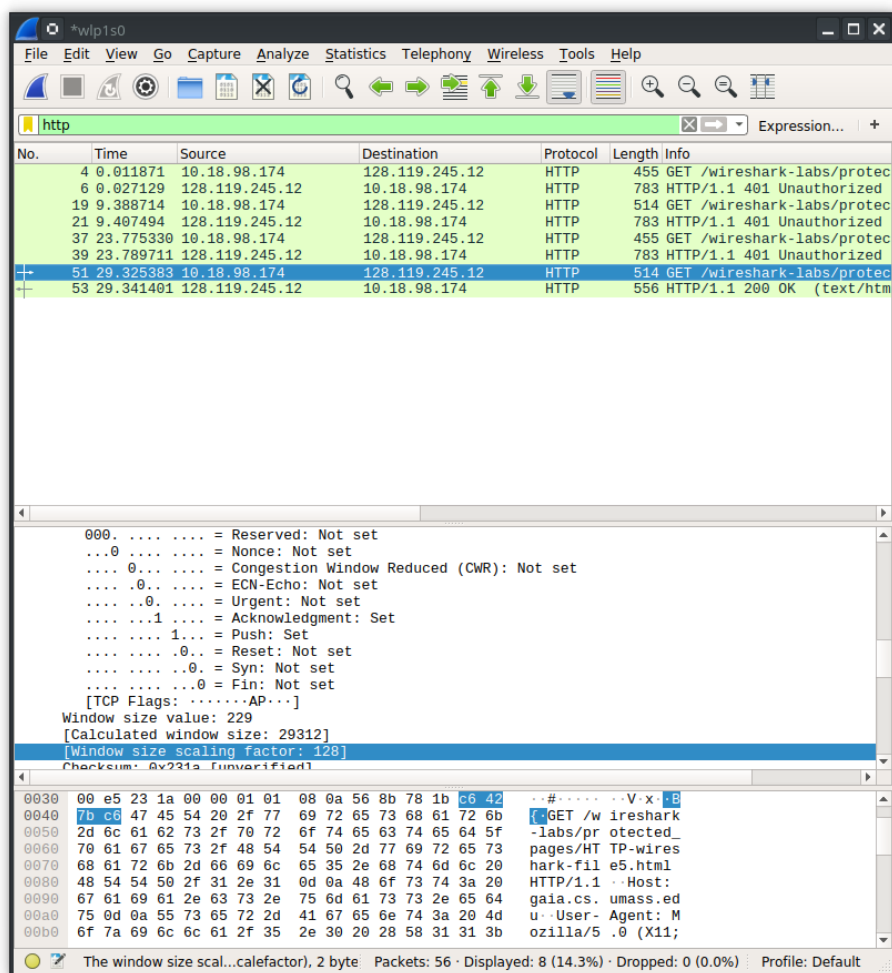 *wlp1s0
File Edit View Go Capture Analyze Statistics Telephony Wireless Tools Help
http Expression... +
No. Time Source Destination Protocol Length Info
4 0.011871 10.18.98.174 128.119.245.12 HTTP 455 GET /wireshark-labs/protec
6 0.027129 128.119.245.12 10.18.98.174 HTTP 783 HTTP/1.1 401 Unauthorized
19 9.388714 10.18.98.174 128.119.245.12 HTTP 514 GET /wireshark-labs/protec
21 9.407494 128.119.245.12 10.18.98.174 HTTP 783 HTTP/1.1 401 Unauthorized
37 23.775330 10.18.98.174 128.119.245.12 HTTP 455 GET /wireshark-labs/protec
39 23.789711 128.119.245.12 10.18.98.174 HTTP 783 HTTP/1.1 401 Unauthorized
51 29.325383 10.18.98.174 128.119.245.12 HTTP 514 GET /wireshark-labs/protec
53 29.341401 128.119.245.12 10.18.98.174 HTTP 556 HTTP/1.1 200 OK (text/htm
000. .... .... = Reserved: Not set
...0 .... .... = Nonce: Not set
.... 0... .... = Congestion Window Reduced (CWR): Not set
.... .0.. .... = ECN-Echo: Not set
.... ..0. .... = Urgent: Not set
.... ...1 .... = Acknowledgment: Set
.... .... 1... = Push: Set
.... .... .0.. = Reset: Not set
.... .... ..0. = Syn: Not set
.... .... ...0 = Fin: Not set
[TCP Flags: ·······AP···]
Window size value: 229
[Calculated window size: 29312]
[Window size scaling factor: 128]
Checksum: 0x231a [unverified]
0030 00 e5 23 1a 00 00 01 01 08 0a 56 8b 78 1b c6 42 ··#····· ··V·x··B
0040 7b c6 47 45 54 20 2f 77 69 72 65 73 68 61 72 6b {·GET /w ireshark
0050 2d 6c 61 62 73 2f 70 72 6f 74 65 63 74 65 64 5f -labs/pr otected_
0060 70 61 67 65 73 2f 48 54 54 50 2d 77 69 72 65 73 pages/HT TP-wires
0070 68 61 72 6b 2d 66 69 6c 65 35 2e 68 74 6d 6c 20 hark-fil e5.html
0080 48 54 54 50 2f 31 2e 31 0d 0a 48 6f 73 74 3a 20 HTTP/1.1 ··Host:
0090 67 61 69 61 2e 63 73 2e 75 6d 61 73 73 2e 65 64 gaia.cs. umass.ed
00a0 75 0d 0a 55 73 65 72 2d 41 67 65 6e 74 3a 20 4d u··User- Agent: M
00b0 6f 7a 69 6c 6c 61 2f 35 2e 30 20 28 58 31 31 3b ozilla/5 .0 (X11;
The window size scal...calefactor), 2 byte Packets: 56 · Displayed: 8 (14.3%) · Dropped: 0 (0.0%) Profile: Default